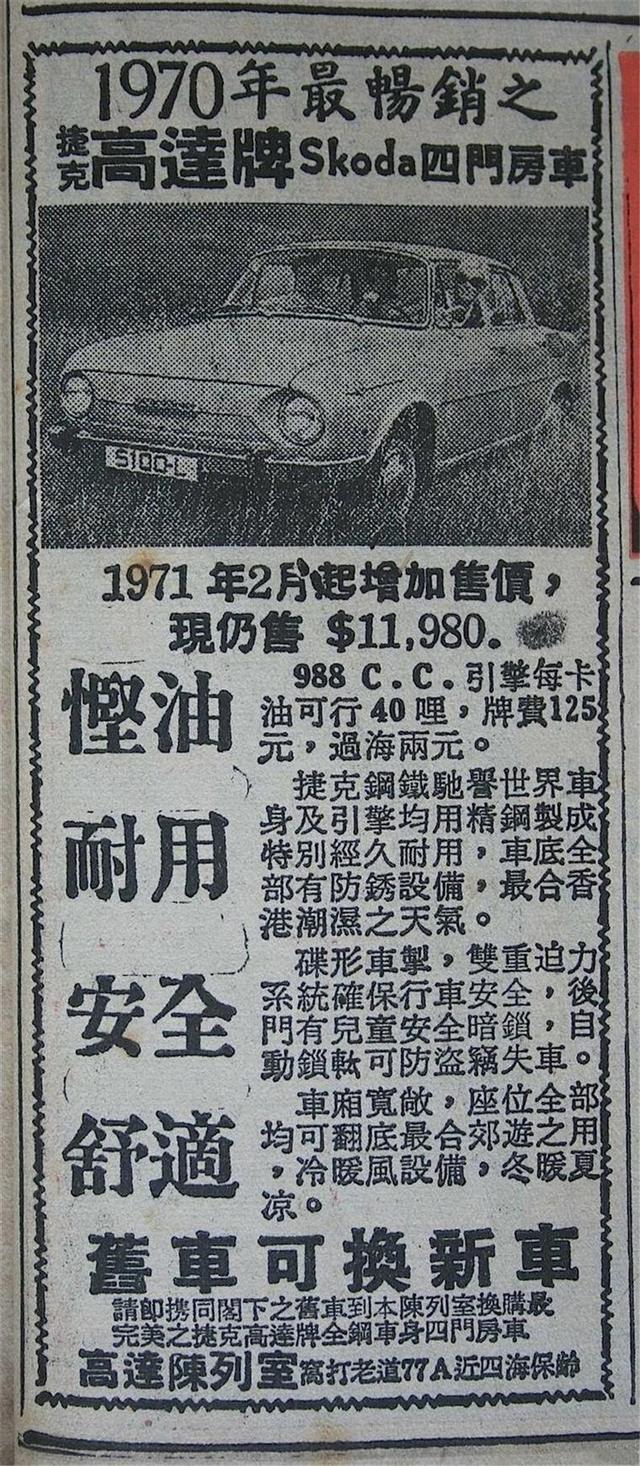 1970年最暢銷之
捷克高達牌Skoda四門房車
S100-L
1971年2月起增加售價，
現仍售 $11,980。
慳油
988 C.C.引擎每卡
油可行40哩，牌費125
元，過海兩元。
耐用
捷克鋼鐵馳譽世界車
身及引擎均用精鋼製成
特別經久耐用，車底全
部有防銹設備，最合香
港潮濕之天氣。
安全
碟形車掣，雙重迫力
系統確保行車安全，後
門有兒童安全暗鎖，自
動鎖軚可防盜竊失車。
舒適
車廂寬敞，座位全部
均可翻底最合郊遊之用
，冷暖風設備，冬暖夏
凉。
舊車可換新車
請即携同閣下之舊車到本陳列室換購最
完美之捷克高達牌全鋼車身四門房車
高達陳列室窩打老道77A近四海保齡